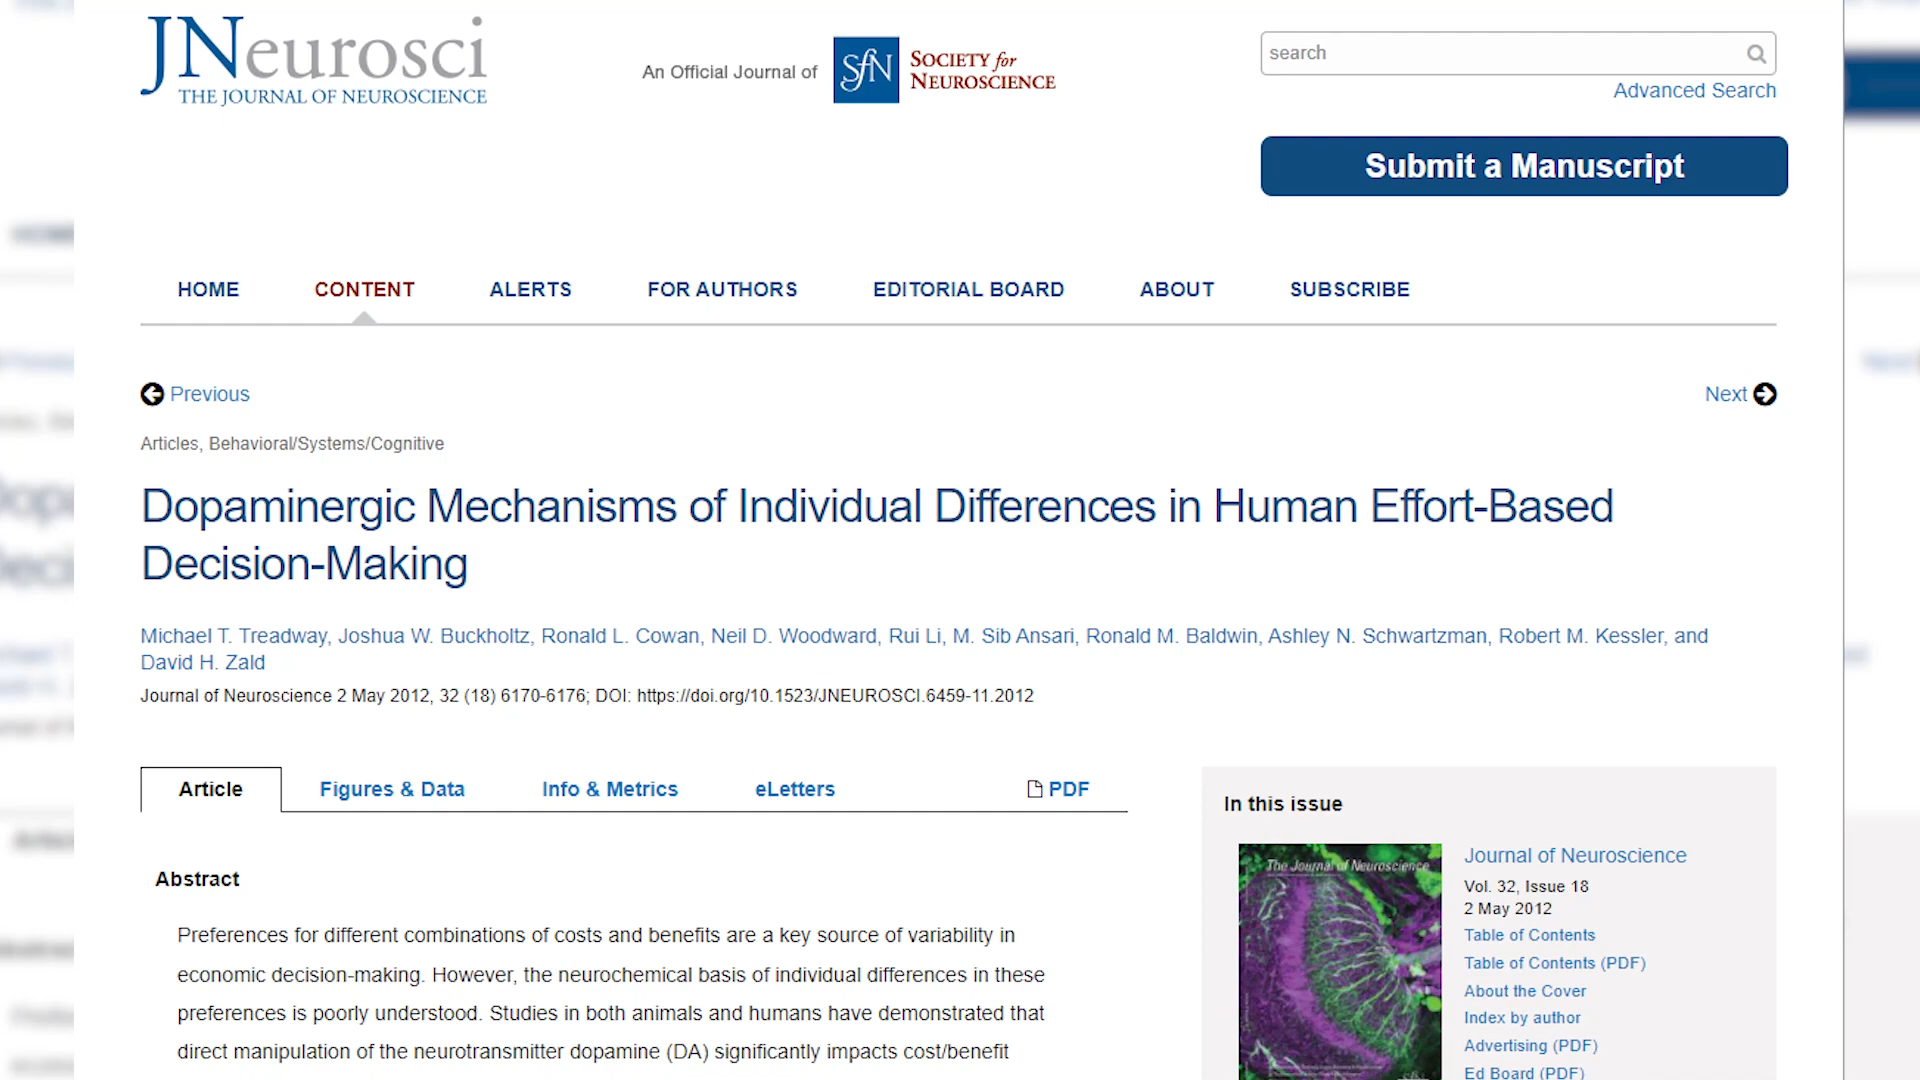 JNeurosci
THE JOURNAL OF NEUROSCIENCE
An Official Journal of
SfN
SOCIETY for
NEUROSCIENCE
search
Advanced Search
Submit a Manuscript
HOME
CONTENT
ALERTS
FOR AUTHORS
EDITORIAL BOARD
ABOUT
SUBSCRIBE
Previous
Next
Articles, Behavioral/Systems/Cognitive
Dopaminergic Mechanisms of Individual Differences in Human Effort-Based
Decision-Making
Michael T. Treadway, Joshua W. Buckholtz, Ronald L. Cowan, Neil D. Woodward, Rui Li, M. Sib Ansari, Ronald M. Baldwin, Ashley N. Schwartzman, Robert M. Kessler, and
David H. Zald
Journal of Neuroscience 2 May 2012, 32 (18) 6170-6176; DOI: https://doi.org/10.1523/JNEUROSCI.6459-11.2012
Article
Figures & Data
Info & Metrics
eLetters
PDF
Abstract
Preferences for different combinations of costs and benefits are a key source of variability in
economic decision-making. However, the neurochemical basis of individual differences in these
preferences is poorly understood. Studies in both animals and humans have demonstrated that
direct manipulation of the neurotransmitter dopamine (DA) significantly impacts cost/benefit
In this issue
The Journal of Neuroscience
Journal of Neuroscience
Vol. 32, Issue 18
2 May 2012
Table of Contents
Table of Contents (PDF)
About the Cover
Index by author
Advertising (PDF)
Ed Board (PDF)